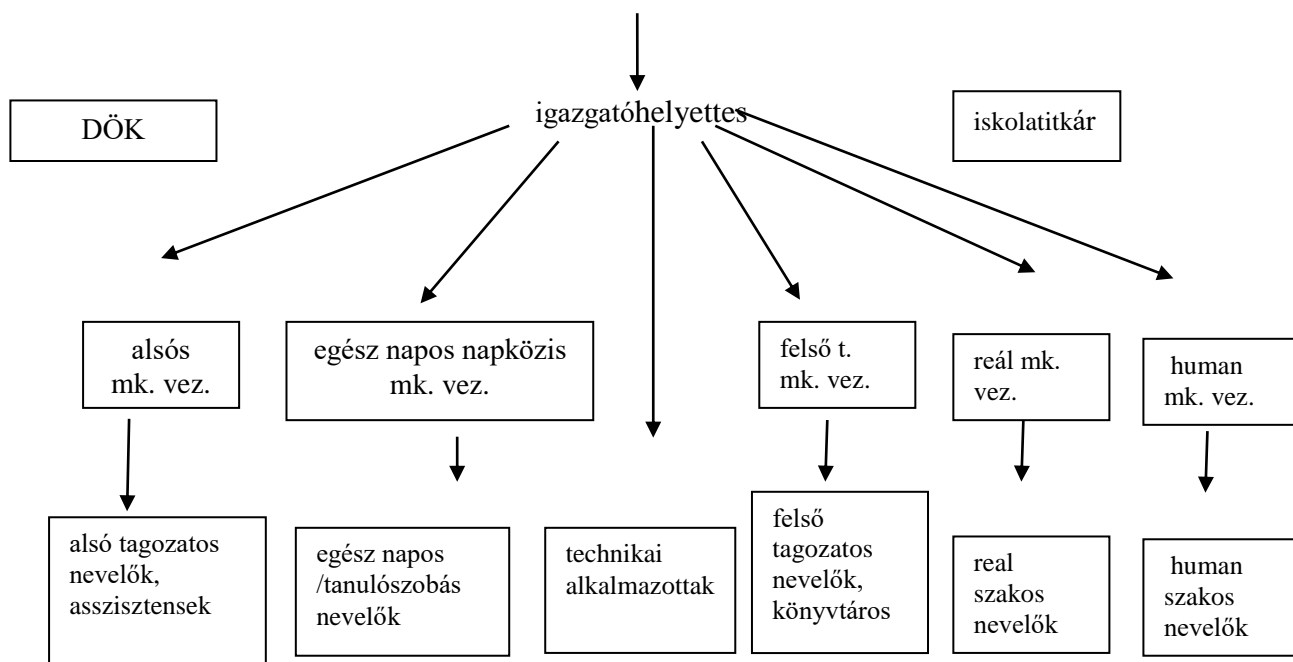 DÖK
igazgatóhelyettes
iskolatitkár
alsós
mk. vez.
egész napos napközis
mk. vez.
felső t.
mk. vez.
reál mk.
vez.
human
mk. vez.
alsó tagozatos
nevelők,
asszisztensek
egész napos
/tanulószobás
nevelők
technikai
alkalmazottak
felső
tagozatos
nevelők,
könyvtáros
real
szakos
nevelők
human
szakos
nevelők